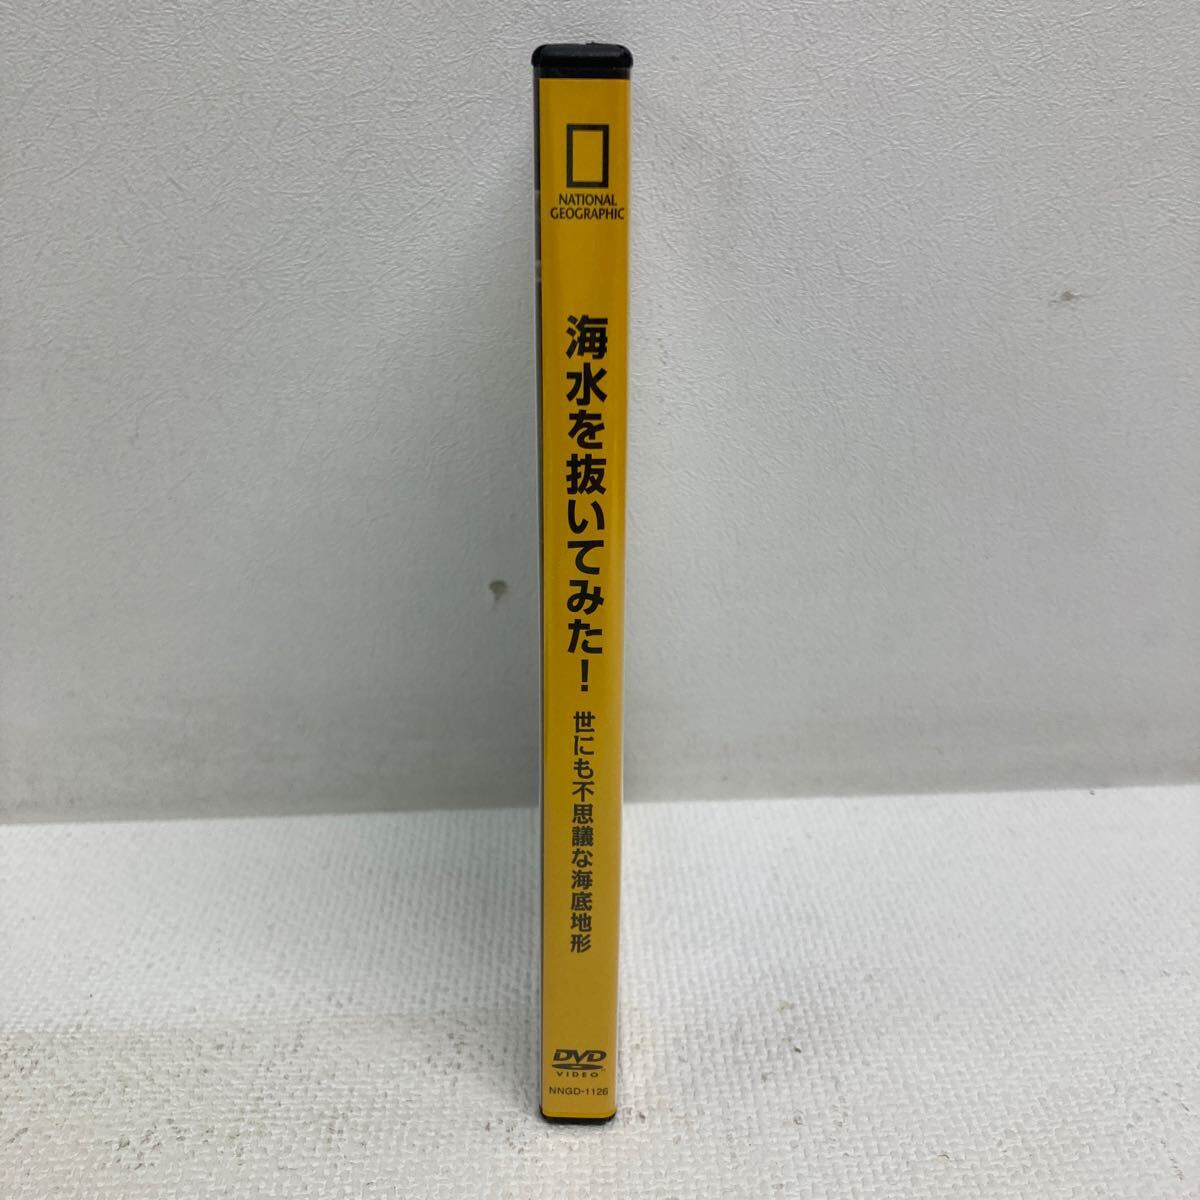 NATIONAL
GEOGRAPHIC
海水を抜いてみた！
世にも不思議な海底地形
DVD
VIDEO
NNGD-1126